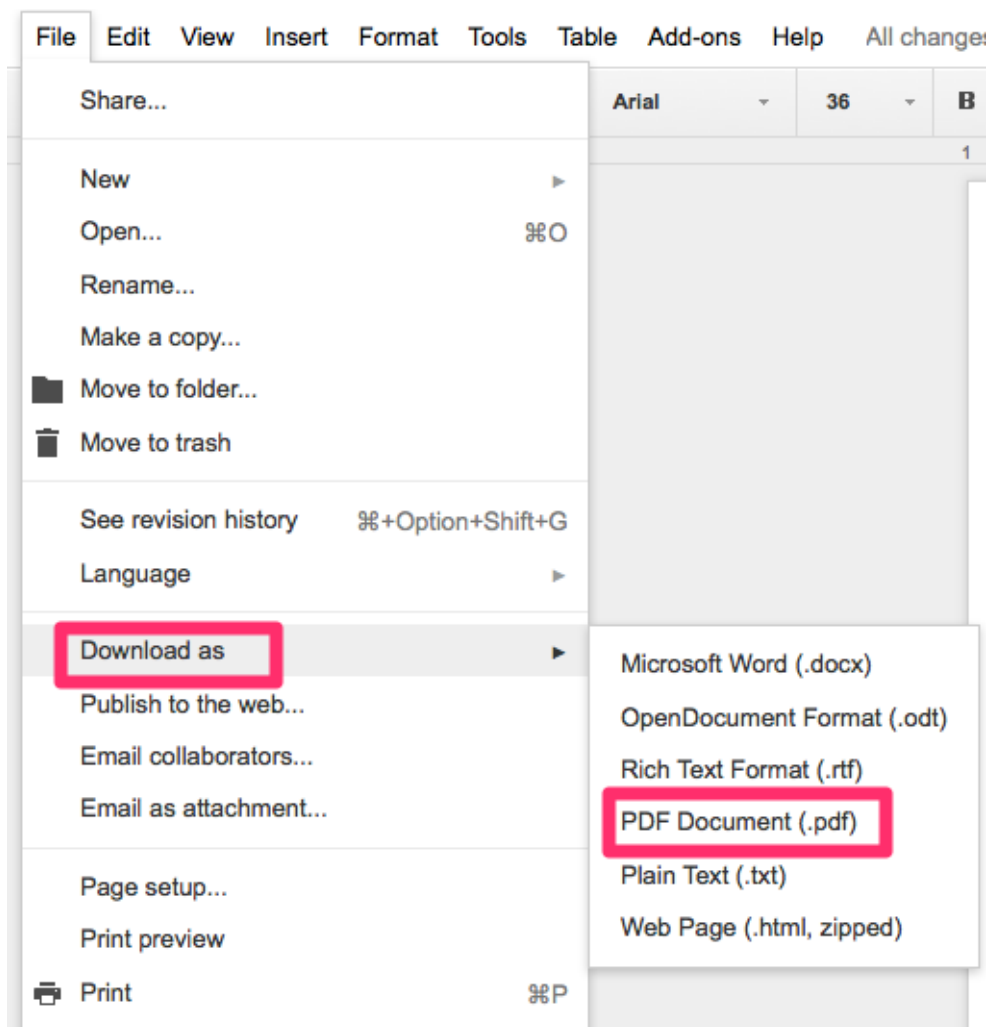 File Edit View Insert Format Tools Table Add-ons Help All changes
Arial 36 B
1
Share...
New
Open... ⌘O
Rename...
Make a copy...
Move to folder...
Move to trash
See revision history ⌘+Option+Shift+G
Language
Download as
Publish to the web...
Email collaborators...
Email as attachment...
Page setup...
Print preview
Print ⌘P
Microsoft Word (.docx)
OpenDocument Format (.odt)
Rich Text Format (.rtf)
PDF Document (.pdf)
Plain Text (.txt)
Web Page (.html, zipped)